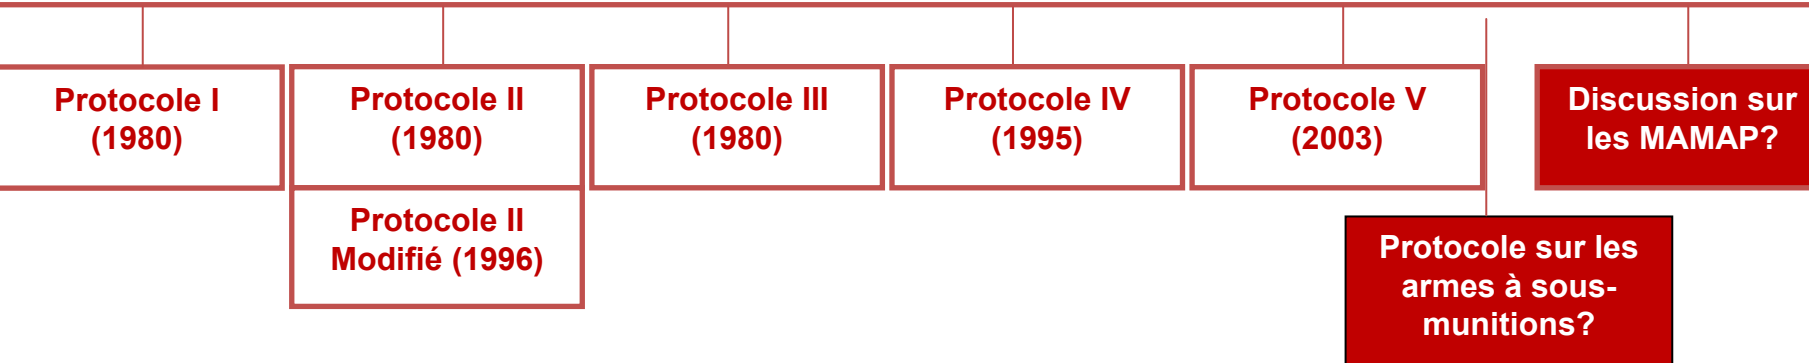 Protocole I
(1980)
Protocole II
(1980)
Protocole III
(1980)
Protocole IV
(1995)
Protocole V
(2003)
Discussion sur
les MAMAP?
Protocole II
Modifié (1996)
Protocole sur les
armes à sous-
munitions?